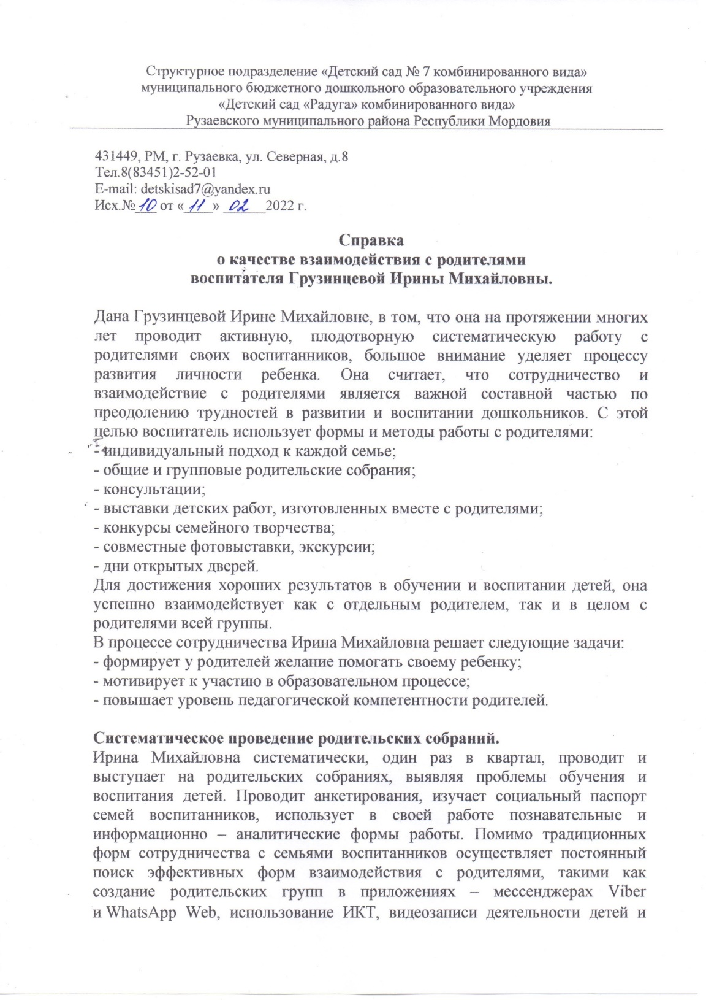 Структурное подразделение «Детский сад № 7 комбинированного вида»
муниципального бюджетного дошкольного образовательного учреждения
«Детский сад «Радуга» комбинированного вида»
Рузаевского муниципального района Республики Мордовия
431449, РМ, г. Рузаевка, ул. Северная, д.8
Тел.8(83451)2-52-01
E-mail: detskisad7@yandex.ru
Исх.№ 10 от « 11 » 02 2022 г.
Справка
о качестве взаимодействия с родителями
воспитателя Грузинцевой Ирины Михайловны.
Дана Грузинцевой Ирине Михайловне, в том, что она на протяжении многих
лет проводит активную, плодотворную систематическую работу с
родителями своих воспитанников, большое внимание уделяет процессу
развития личности ребенка. Она считает, что сотрудничество и
взаимодействие с родителями является важной составной частью по
преодолению трудностей в развитии и воспитании дошкольников. С этой
целью воспитатель использует формы и методы работы с родителями:
- индивидуальный подход к каждой семье;
- общие и групповые родительские собрания;
- консультации;
- выставки детских работ, изготовленных вместе с родителями;
- конкурсы семейного творчества;
- совместные фотовыставки, экскурсии;
- дни открытых дверей.
Для достижения хороших результатов в обучении и воспитании детей, она
успешно взаимодействует как с отдельным родителем, так и в целом с
родителями всей группы.
В процессе сотрудничества Ирина Михайловна решает следующие задачи:
- формирует у родителей желание помогать своему ребенку;
- мотивирует к участию в образовательном процессе;
- повышает уровень педагогической компетентности родителей.
Систематическое проведение родительских собраний.
Ирина Михайловна систематически, один раз в квартал, проводит и
выступает на родительских собраниях, выявляя проблемы обучения и
воспитания детей. Проводит анкетирования, изучает социальный паспорт
семей воспитанников, использует в своей работе познавательные и
информационно – аналитические формы работы. Помимо традиционных
форм сотрудничества с семьями воспитанников осуществляет постоянный
поиск эффективных форм взаимодействия с родителями, такими как
создание родительских групп в приложениях – мессенджерах Viber
и WhatsApp Web, использование ИКТ, видеозаписи деятельности детей и